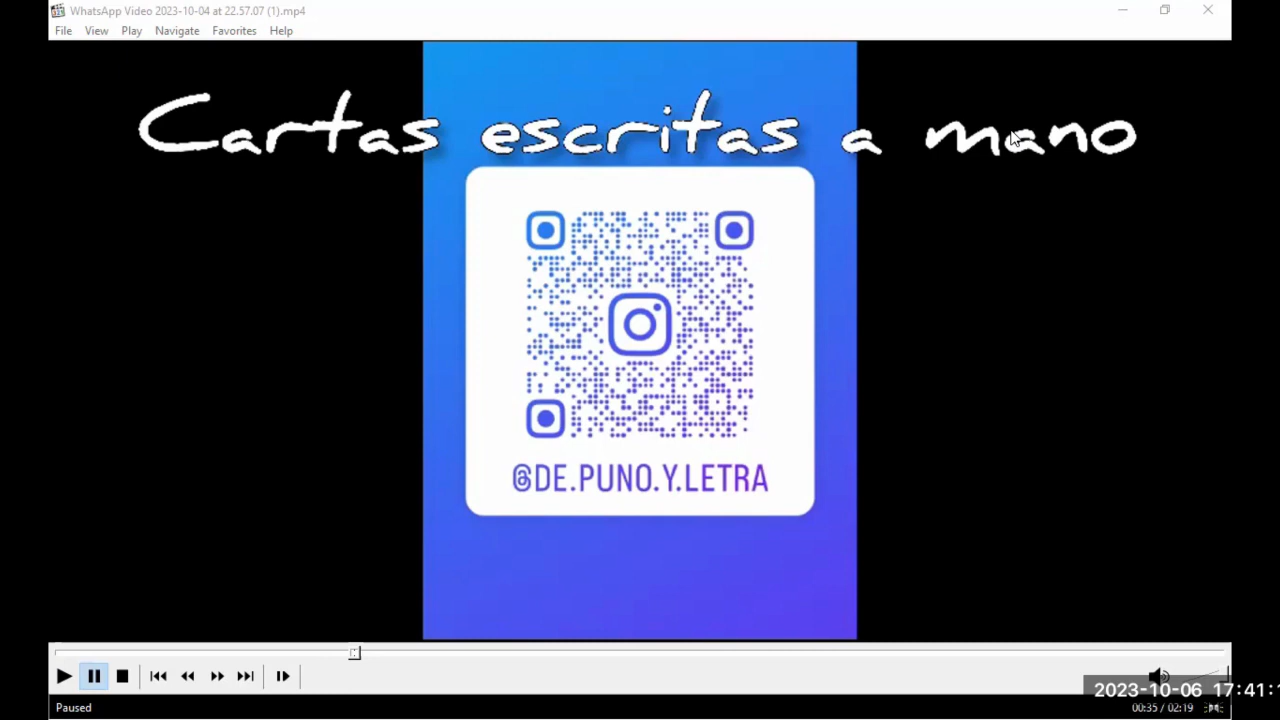 WhatsApp Video 2023-10-04 at 22.57.07 (1).mp4
File View Play Navigate Favorites Help
Cartas escritas a mano
@DE.PUNO.Y.LETRA
2023-10-06 17:41:1
Paused
00:35 / 02:19